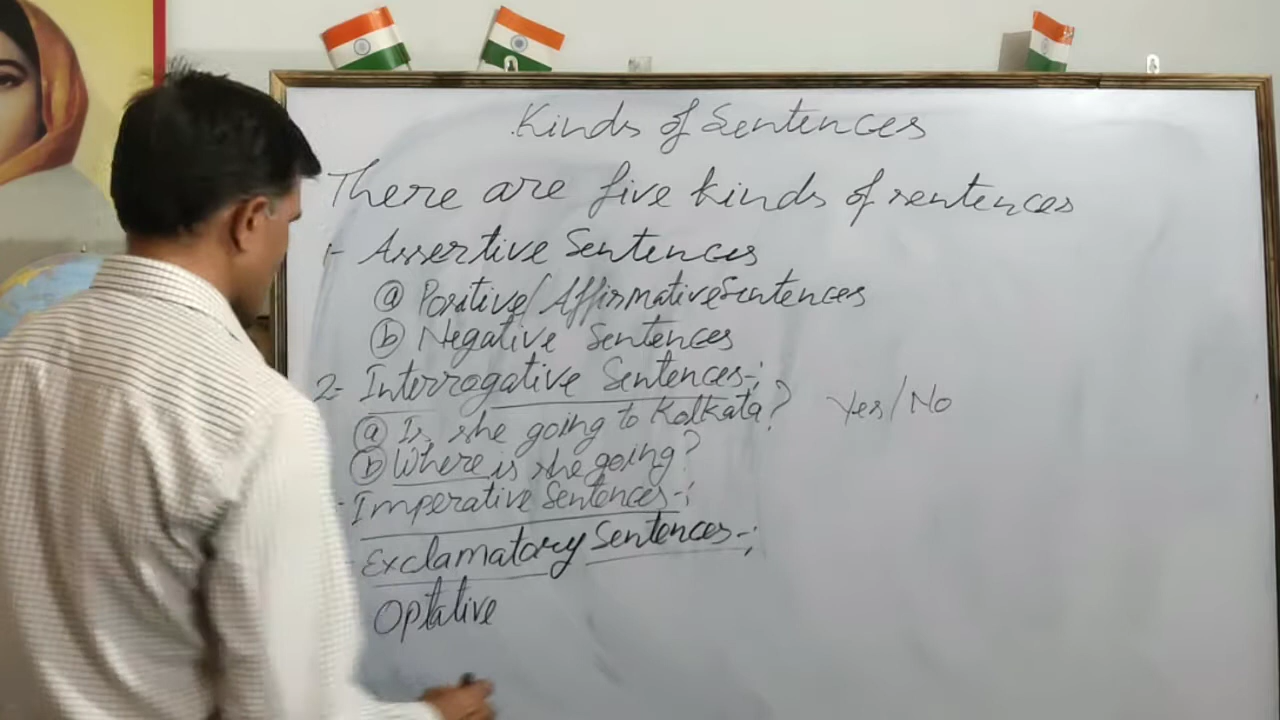 Kinds of Sentences
There are five kinds of sentences
1- Assertive Sentences
(a) Positive/Affirmative Sentences
(b) Negative Sentences
2- Interrogative Sentences-:
(a) Is she going to Kolkata? Yes/No
(b) Where is she going?
- Imperative Sentences-:
Exclamatory Sentences-:
Optative